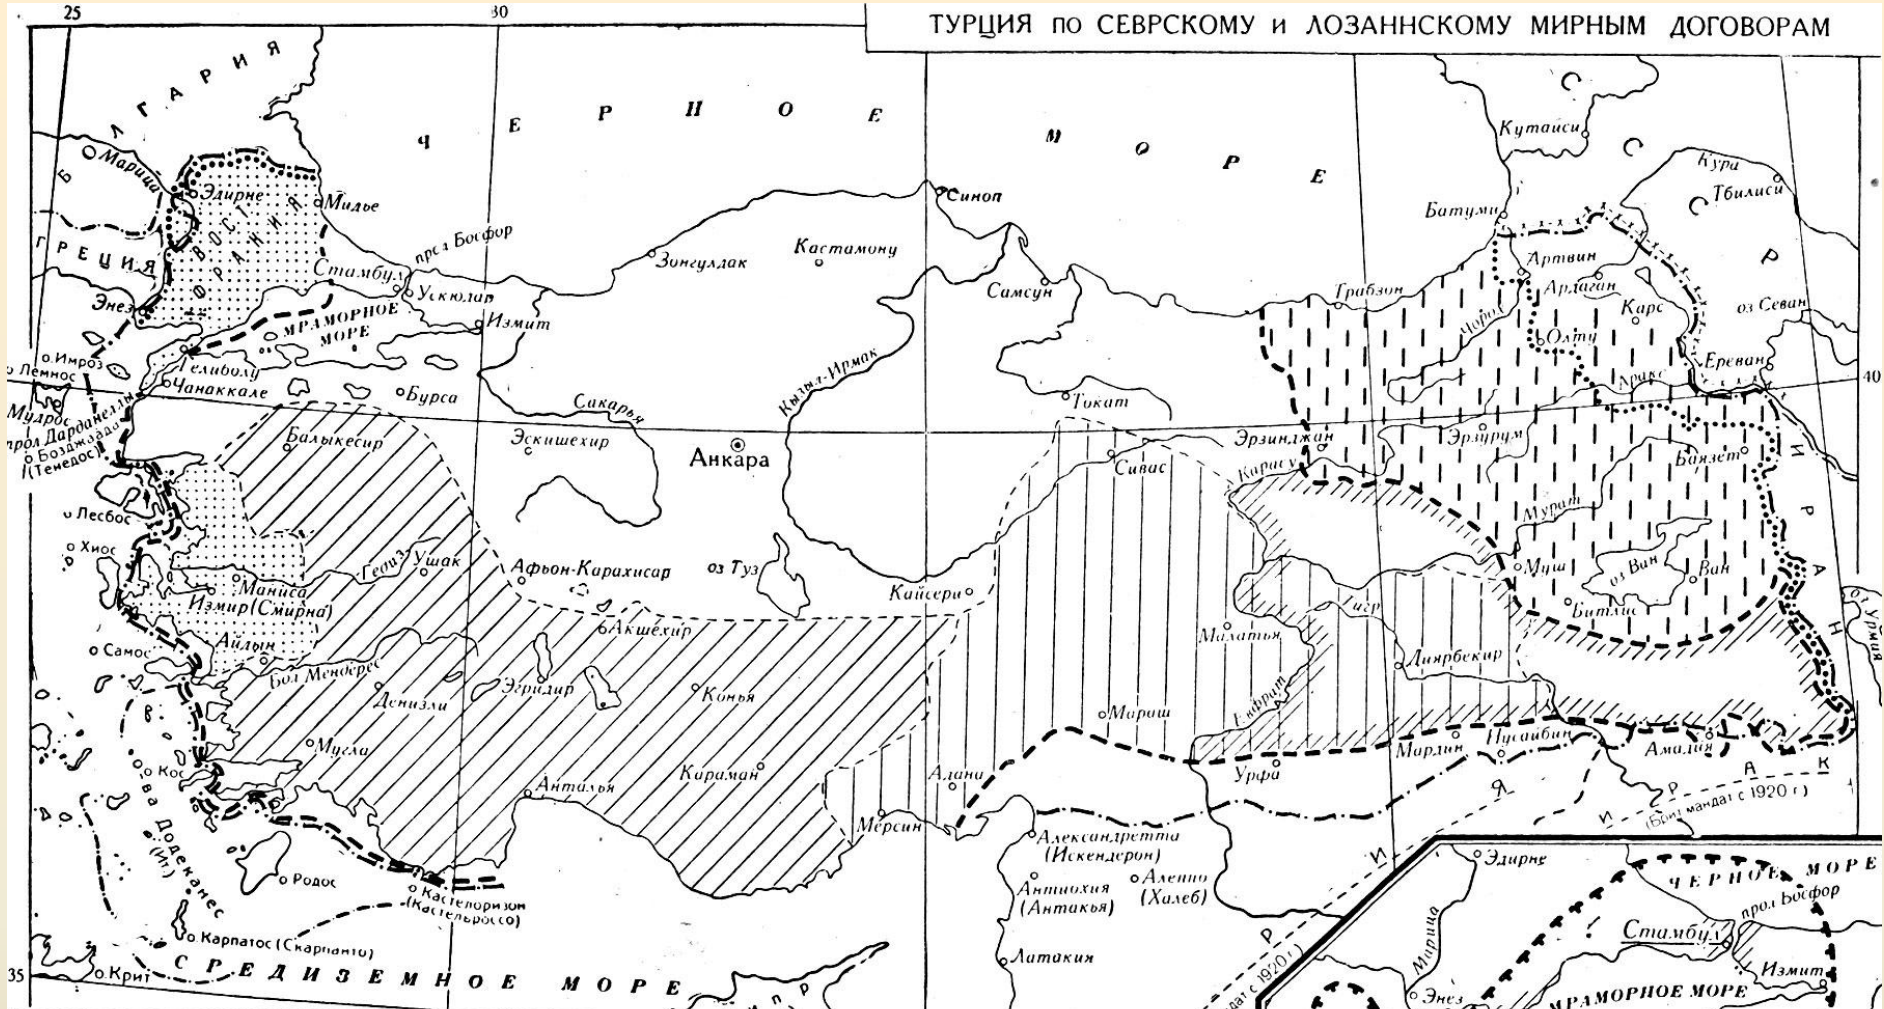 25
30
ТУРЦИЯ ПО СЕВРСКОМУ И ЛОЗАННСКОМУ МИРНЫМ ДОГОВОРАМ
БОЛГАРИЯ
ЧЕРНОЕ МОРЕ
СССР
Кутайси
Кура
Тбилиси
Марица
Эдирне
Мидье
ВОСТ
ФРАКИЯ
ГРЕЦИЯ
Энез
Стамбул
прол Босфор
Ускюдар
Измит
МРАМОРНОЕ
МОРЕ
Зонгулдак
Кастамону
Синоп
Самсун
Трабзон
Батуми
Артвин
Ардаган
Карс
оз Севан
Чорох
Олту
Ереван
Аракс
40
о.Имроз
о Лемнос
Мудрос
Гелиболу
Чанаккале
прол Дарданеллы
о Бозджаада
(Тенедос)
Бурса
Сакарья
Кызыл-Ирмак
Токат
Балыкесир
Эскишехир
Анкара
Сивас
Эрзинджан
Карасу
Эрзурум
Баязет
ИРАН
Мурат
о Лесбос
о Хиос
Маниса
Измир(Смирна)
Гедиз
Ушак
Афьон-Карахисар
оз Туз
Кайсери
Муш
оз Ван
Ван
Битлис
Тигр
Малатья
Диярбекир
оз Урмия
о Самос
Айдын
Бол Мендерес
Акшехир
Эгридир
Денизли
Конья
Мараш
Евфрат
Мардин
Нусайбин
Амадия
Урфа
Мугла
о Кос
Караман
Анталья
Адана
Мерсин
о-ва Додеканес
(Ит.)
о Родос
о Кастелоризон
(Кастельроссо)
о Карпатос (Скарпанто)
о Крит
35
СРЕДИЗЕМНОЕ МОРЕ
Кипр
Александретта
(Искендерон)
Антиохия
(Антакья)
Алеппо
(Халеб)
Латакия
ИРАК
(Брит мандат с 1920 г.)
Эдирне
ЧЕРНОЕ МОРЕ
прол Босфор
Марица
Стамбул
Измит
Энез
МРАМОРНОЕ МОРЕ